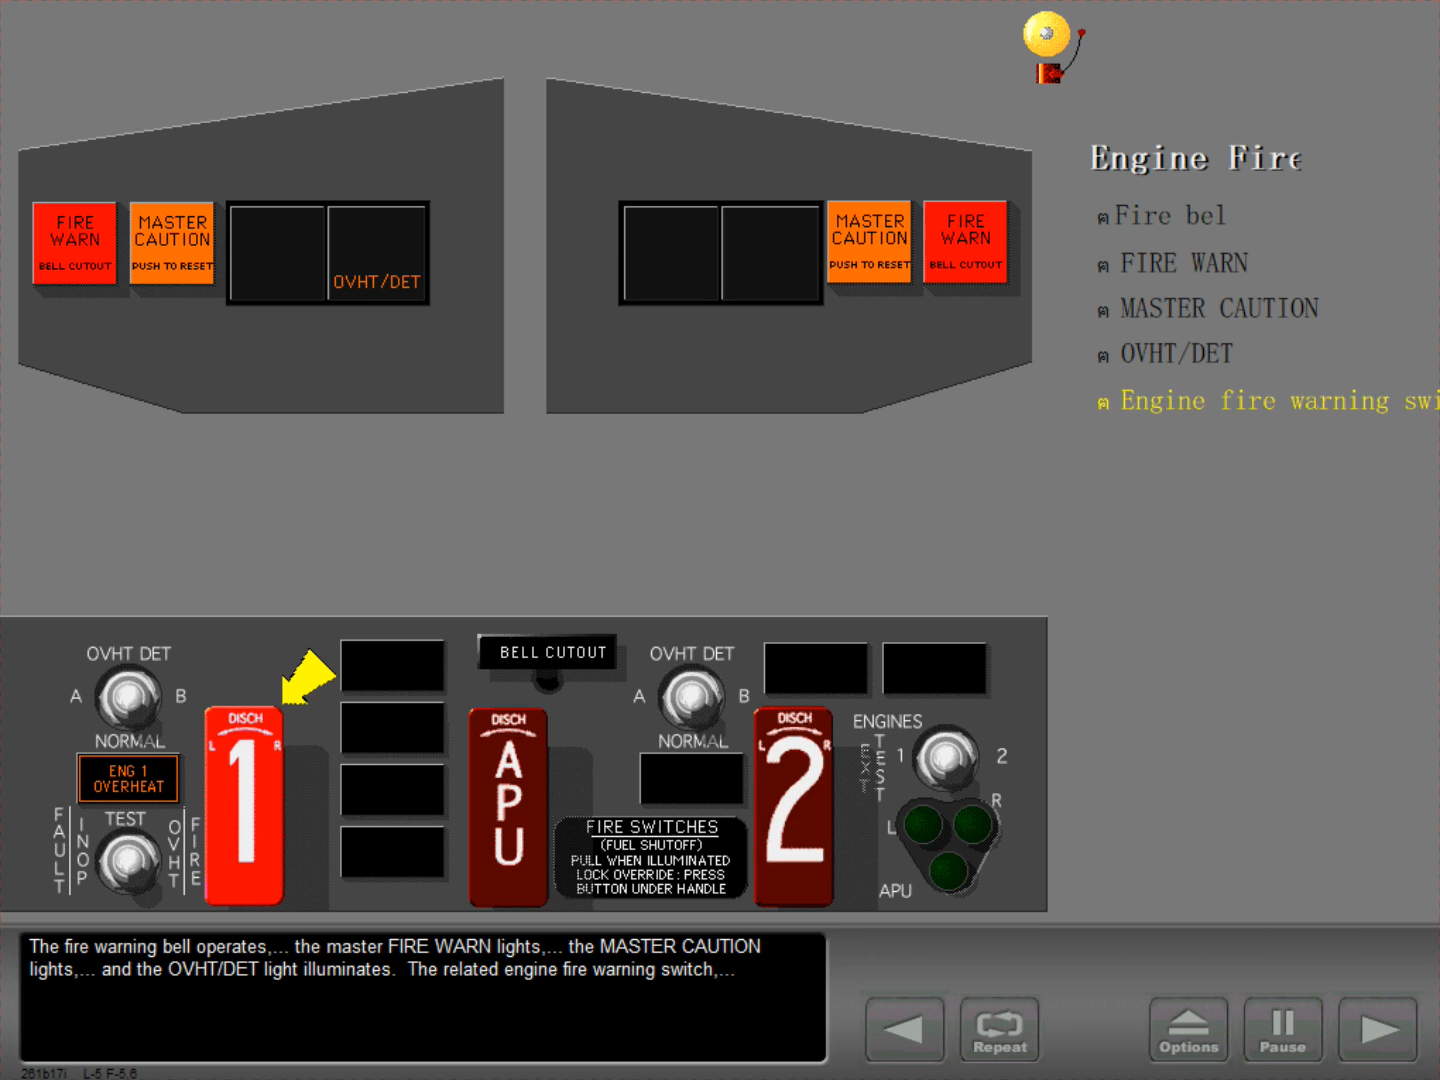 Engine Fire
Fire bel
FIRE WARN
MASTER CAUTION
OVHT/DET
Engine fire warning swi
FIRE
WARN
BELL CUTOUT
MASTER
CAUTION
PUSH TO RESET
OVHT/DET
MASTER
CAUTION
PUSH TO RESET
FIRE
WARN
BELL CUTOUT
OVHT DET
A
B
NORMAL
ENG 1
OVERHEAT
TEST
FAULT
INOP
OVHT
FIRE
DISCH
L R
1
BELL CUTOUT
DISCH
APU
OVHT DET
A
B
NORMAL
FIRE SWITCHES
(FUEL SHUTOFF)
PULL WHEN ILLUMINATED
LOCK OVERRIDE: PRESS
BUTTON UNDER HANDLE
DISCH
L R
2
ENGINES
EXT
TEST
1
2
L
R
APU
The fire warning bell operates,... the master FIRE WARN lights,... the MASTER CAUTION
lights,... and the OVHT/DET light illuminates. The related engine fire warning switch,...
Repeat
Options
Pause
261b17i L-5 F-5.6